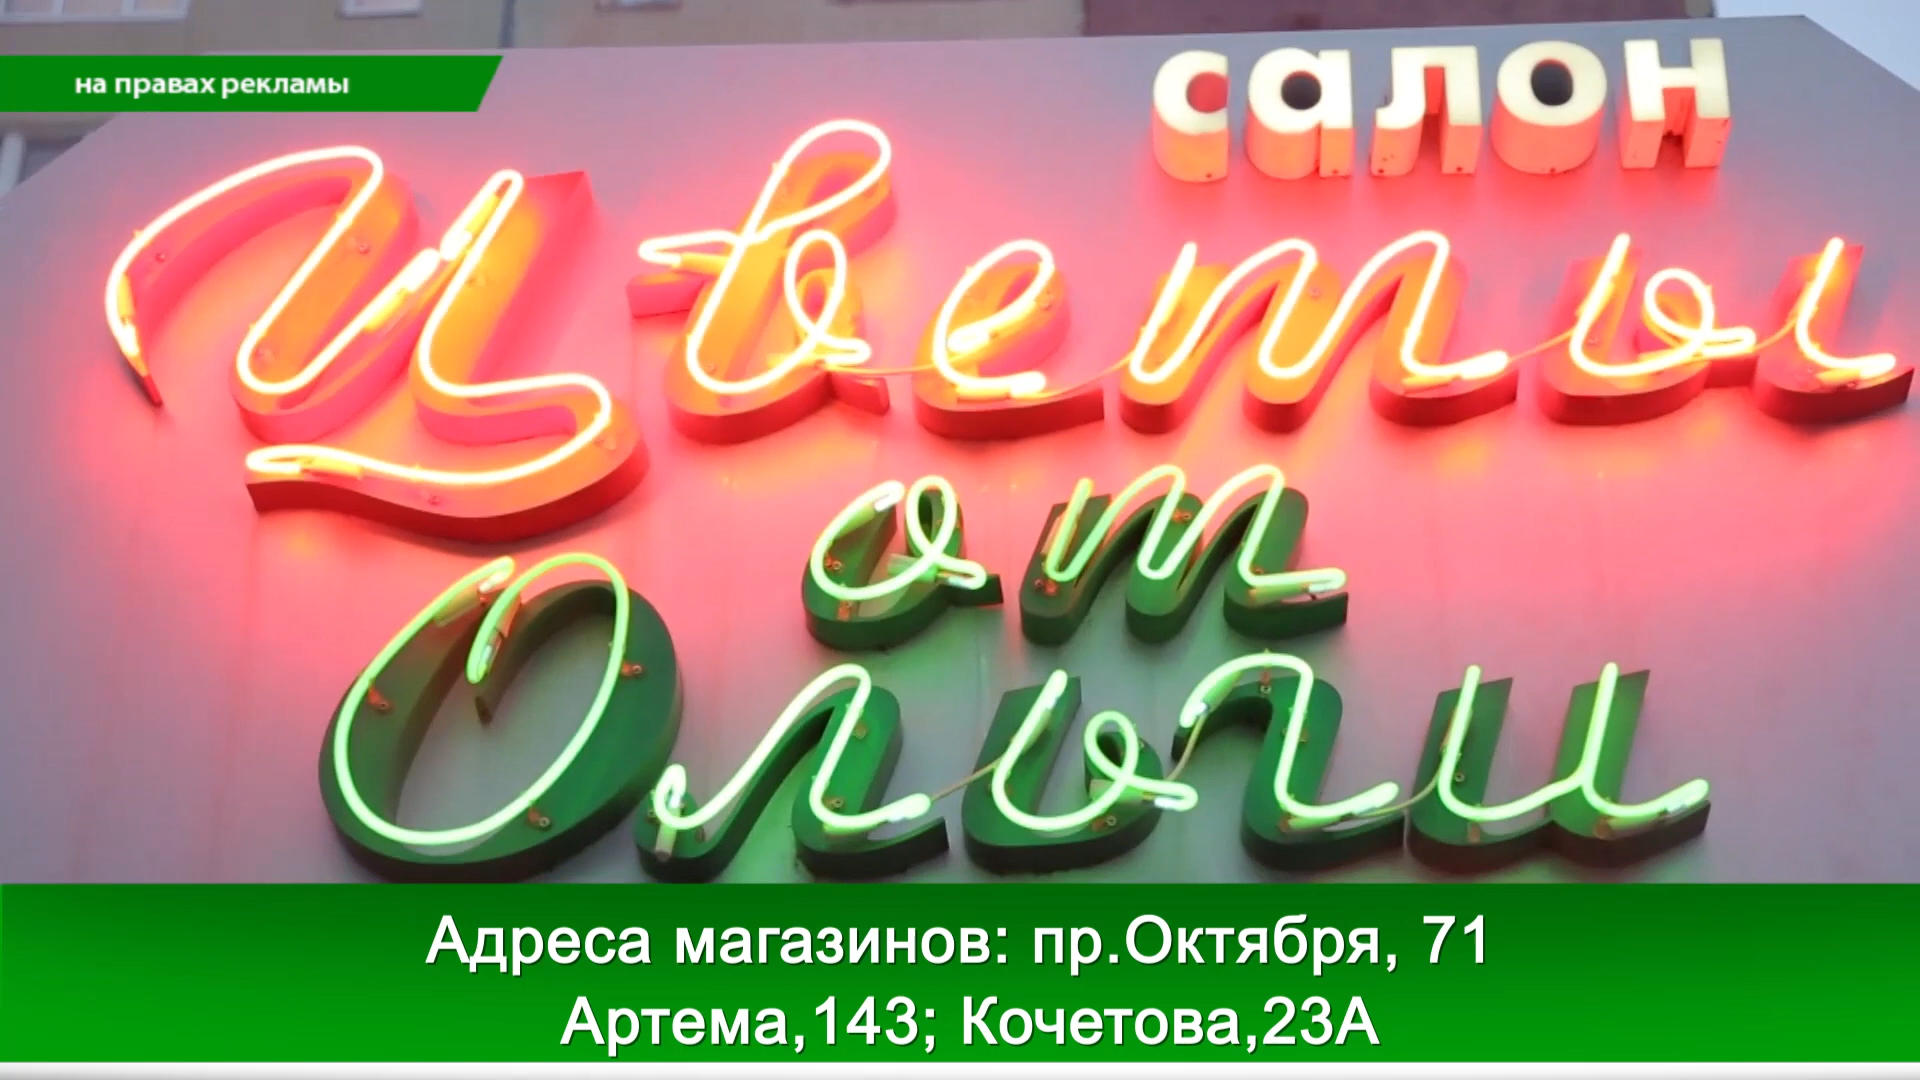 на правах рекламы
салон
Цветы
от
Ольги
Адреса магазинов: пр.Октября, 71
Артема,143; Кочетова,23А